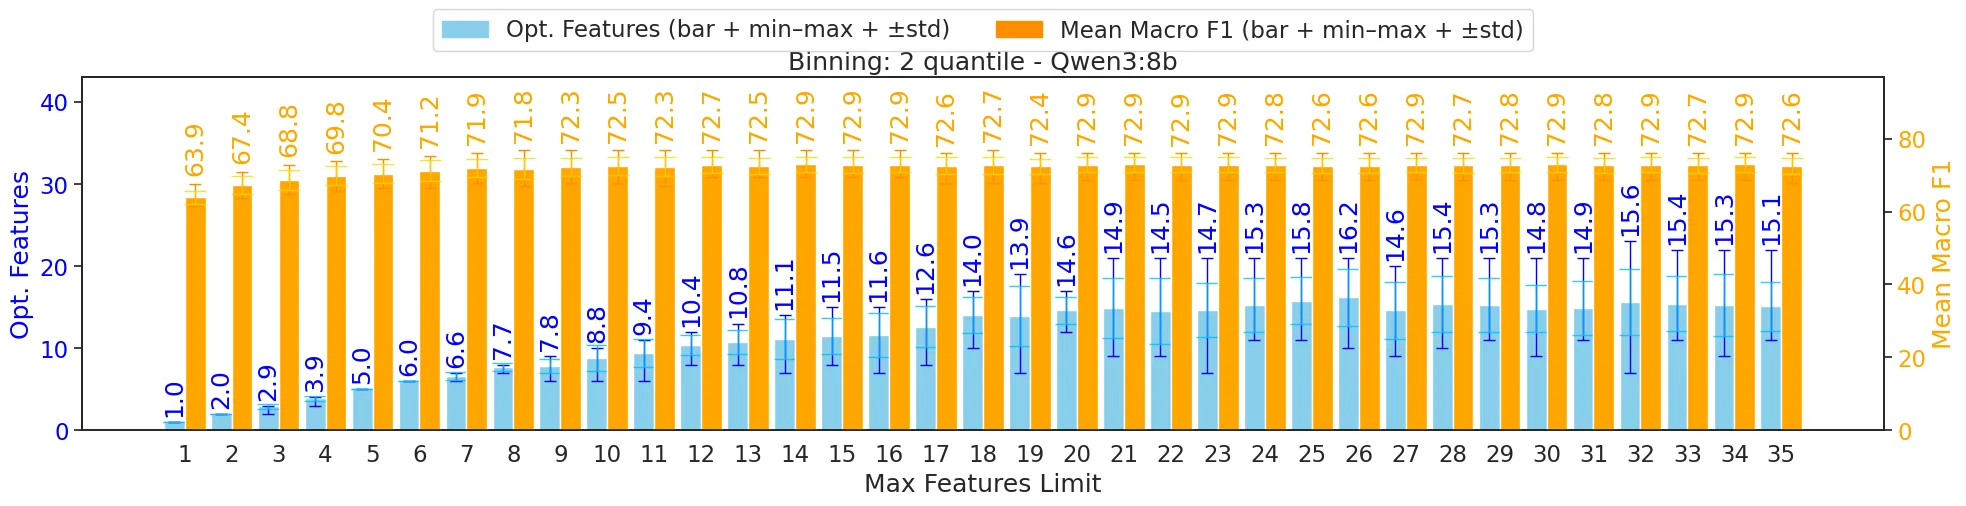 Opt. Features (bar + min–max + ±std) Mean Macro F1 (bar + min–max + ±std)
Binning: 2 quantile - Qwen3:8b
40
30
20
10
0
Opt. Features
63.9 67.4 68.8 69.8 70.4 71.2 71.9 71.8 72.3 72.5 72.3 72.7 72.5 72.9 72.9 72.9 72.6 72.7 72.4 72.9 72.9 72.9 72.9 72.8 72.6 72.6 72.9 72.7 72.8 72.9 72.8 72.9 72.7 72.9 72.6
1.0 2.0 2.9 3.9 5.0 6.0 6.6 7.7 7.8 8.8 9.4 10.4 10.8 11.1 11.5 11.6 12.6 14.0 13.9 14.6 14.9 14.5 14.7 15.3 15.8 16.2 14.6 15.4 15.3 14.8 14.9 15.6 15.4 15.3 15.1
80
60
40
20
0
Mean Macro F1
1 2 3 4 5 6 7 8 9 10 11 12 13 14 15 16 17 18 19 20 21 22 23 24 25 26 27 28 29 30 31 32 33 34 35
Max Features Limit